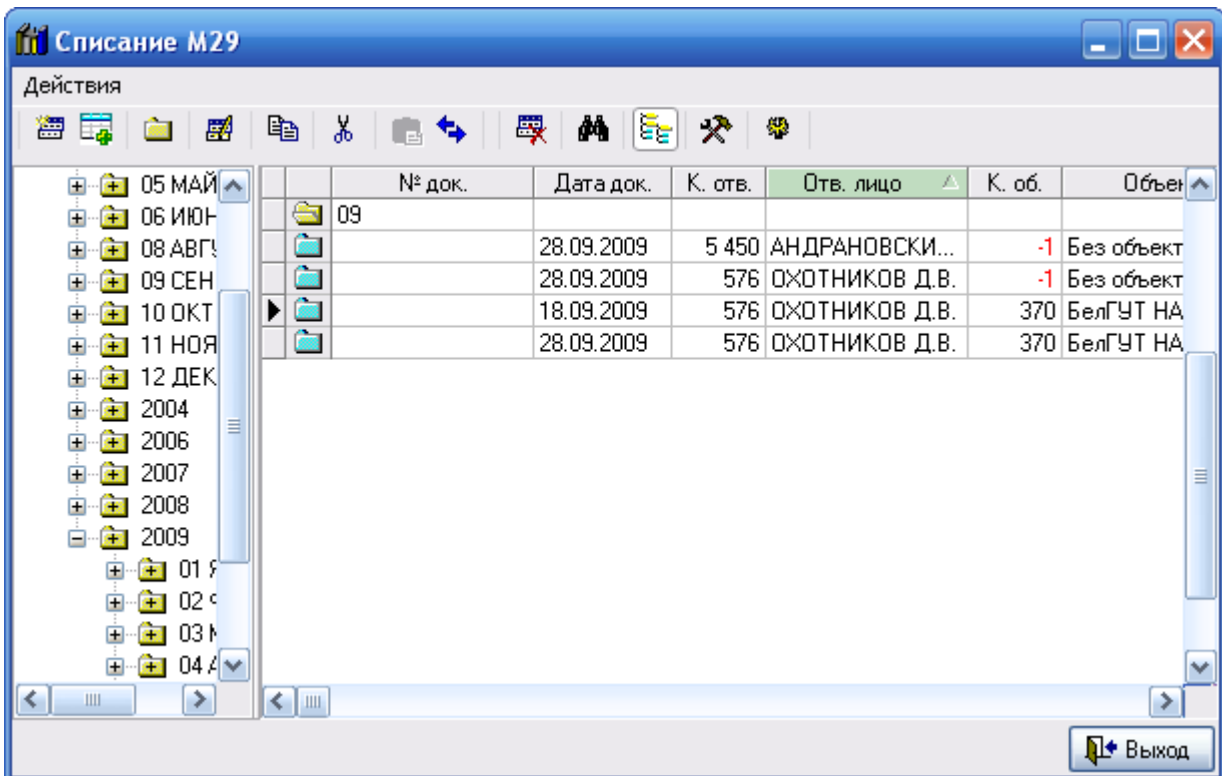 Списание М29
Действия
05 МАЙ
06 ИЮН
08 АВГУ
09 СЕН
10 ОКТ
11 НОЯ
12 ДЕК
2004
2006
2007
2008
2009
01 Я
02 Ф
03 М
04 А
№ док. Дата док. К. отв. Отв. лицо К. об. Объек
09
28.09.2009 5 450 АНДРАНОВСКИ... -1 Без объект
28.09.2009 576 ОХОТНИКОВ Д.В. -1 Без объект
18.09.2009 576 ОХОТНИКОВ Д.В. 370 БелГУТ НА
28.09.2009 576 ОХОТНИКОВ Д.В. 370 БелГУТ НА
Выход